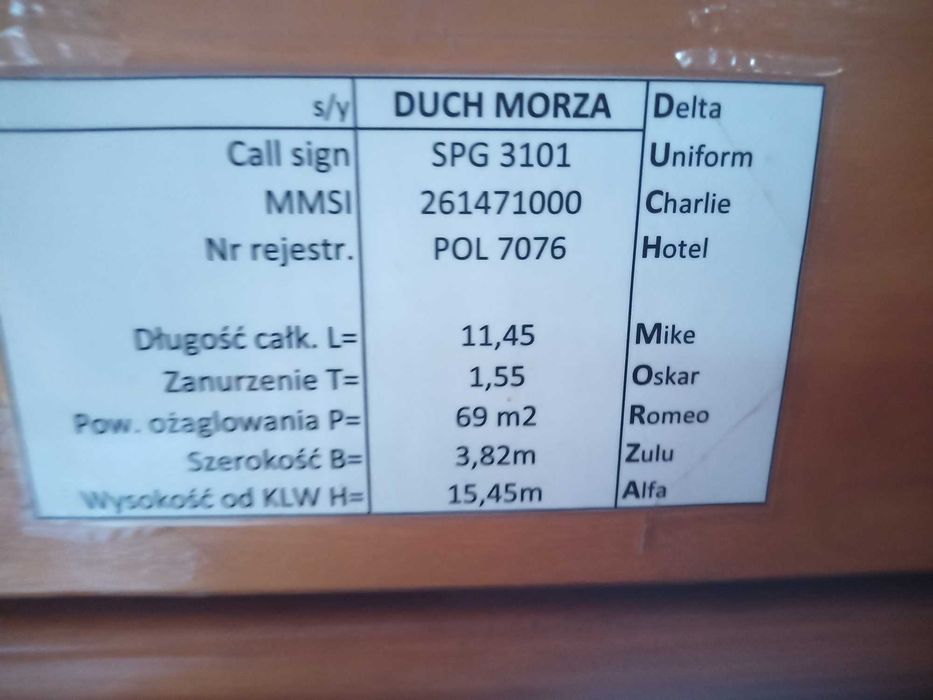 s/y DUCH MORZA Delta
Call sign SPG 3101 Uniform
MMSI 261471000 Charlie
Nr rejestr. POL 7076 Hotel
Długość całk. L= 11,45 Mike
Zanurzenie T= 1,55 Oskar
Pow. ożaglowania P= 69 m2 Romeo
Szerokość B= 3,82m Zulu
Wysokość od KLW H= 15,45m Alfa